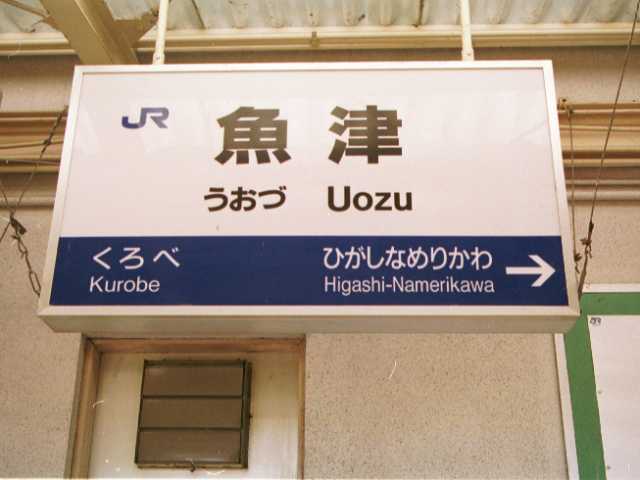 JR
魚津
うおづ Uozu
くろべ
Kurobe
ひがしなめりかわ
Higashi-Namerikawa